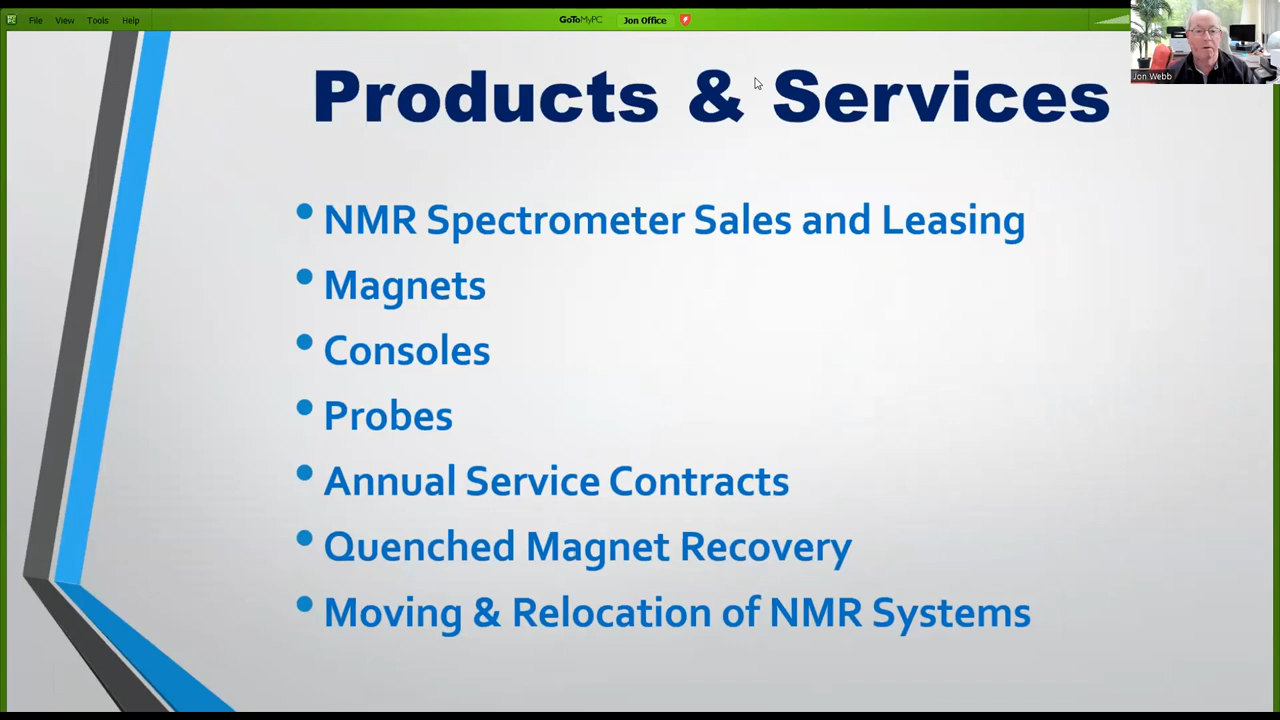 File View Tools Help GoToMyPC Jon Office
Jon Webb
Products & Services
• NMR Spectrometer Sales and Leasing
• Magnets
• Consoles
• Probes
• Annual Service Contracts
• Quenched Magnet Recovery
• Moving & Relocation of NMR Systems